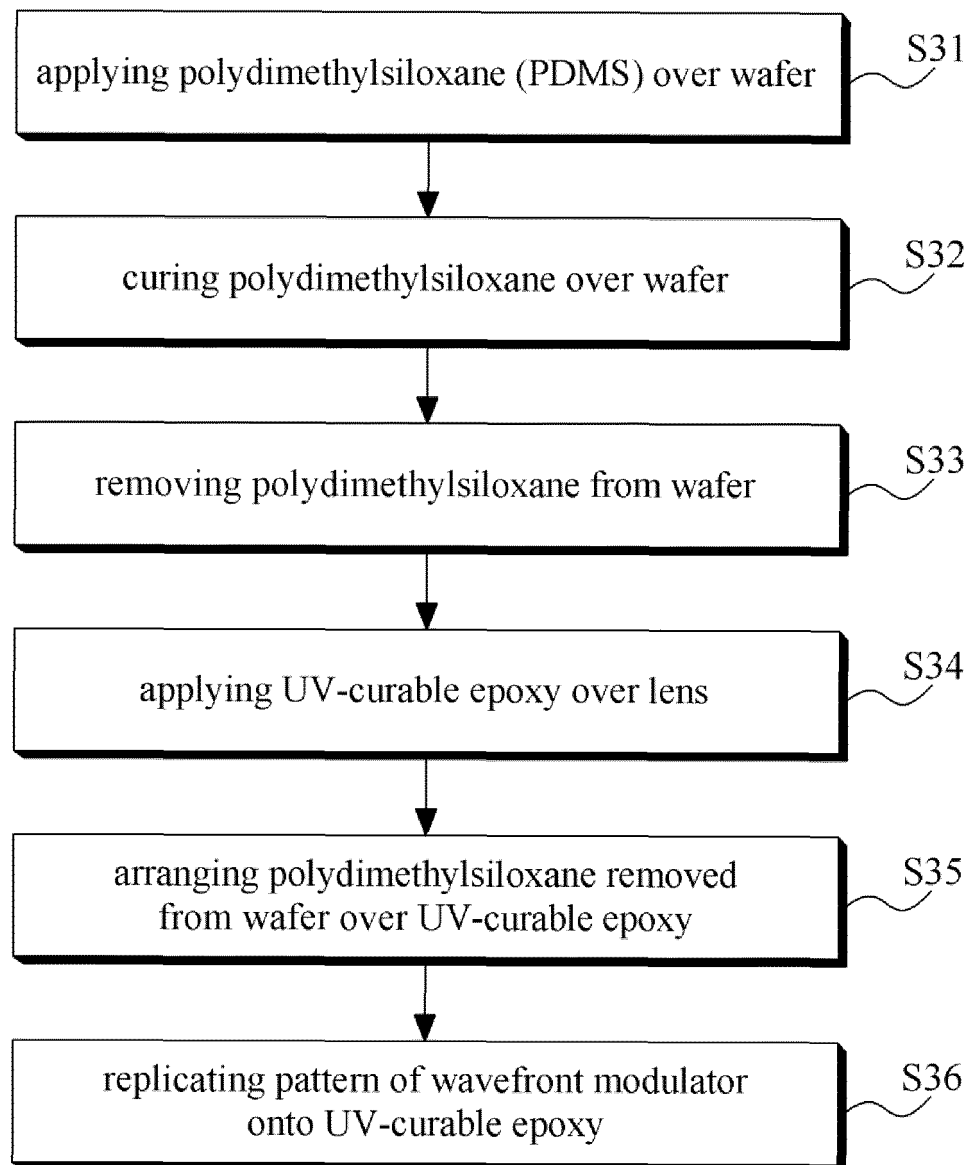 applying polydimethylsiloxane (PDMS) over wafer
S31
curing polydimethylsiloxane over wafer
S32
removing polydimethylsiloxane from wafer
S33
applying UV-curable epoxy over lens
S34
arranging polydimethylsiloxane removed
from wafer over UV-curable epoxy
S35
replicating pattern of wavefront modulator
onto UV-curable epoxy
S36